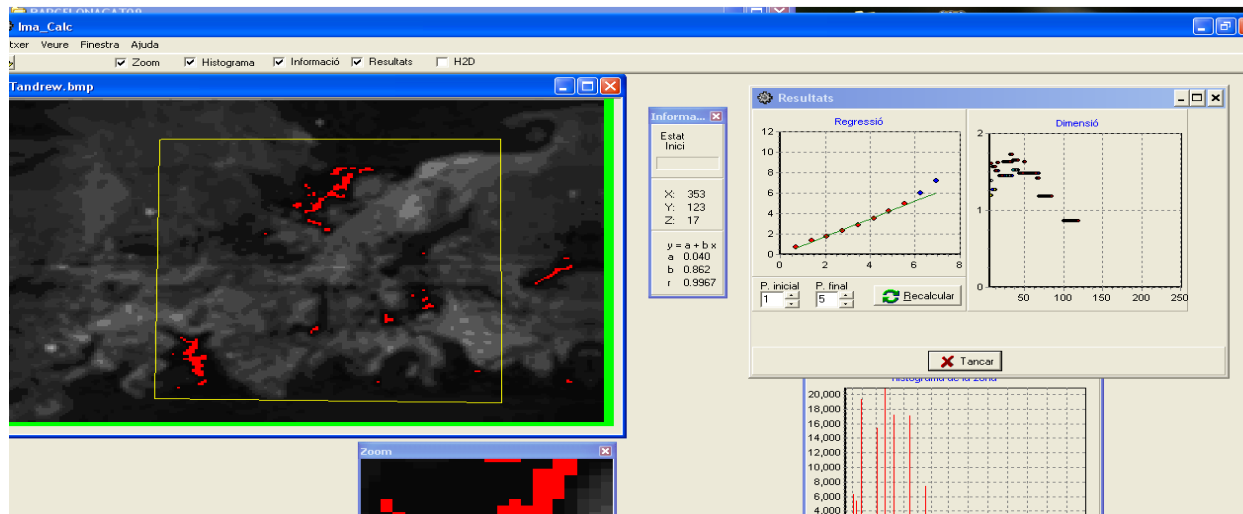 BARCELONAGAT09
Ima_Calc
txer Veure Finestra Ajuda
Zoom Histograma Informació Resultats H2D
Tandrew.bmp
Informa...
Estat
Inici
X: 353
Y: 123
Z: 17
y = a + b x
a 0.040
b 0.862
r 0.9967
Resultats
Regressió
12
10
8
6
4
2
0
0 2 4 6 8
P. inicial P. final
1 5 Recalcular
Dimensió
2
1
0
50 100 150 200 250
Tancar
Histograma de la zona
20,000
18,000
16,000
14,000
12,000
10,000
8,000
6,000
4,000
Zoom